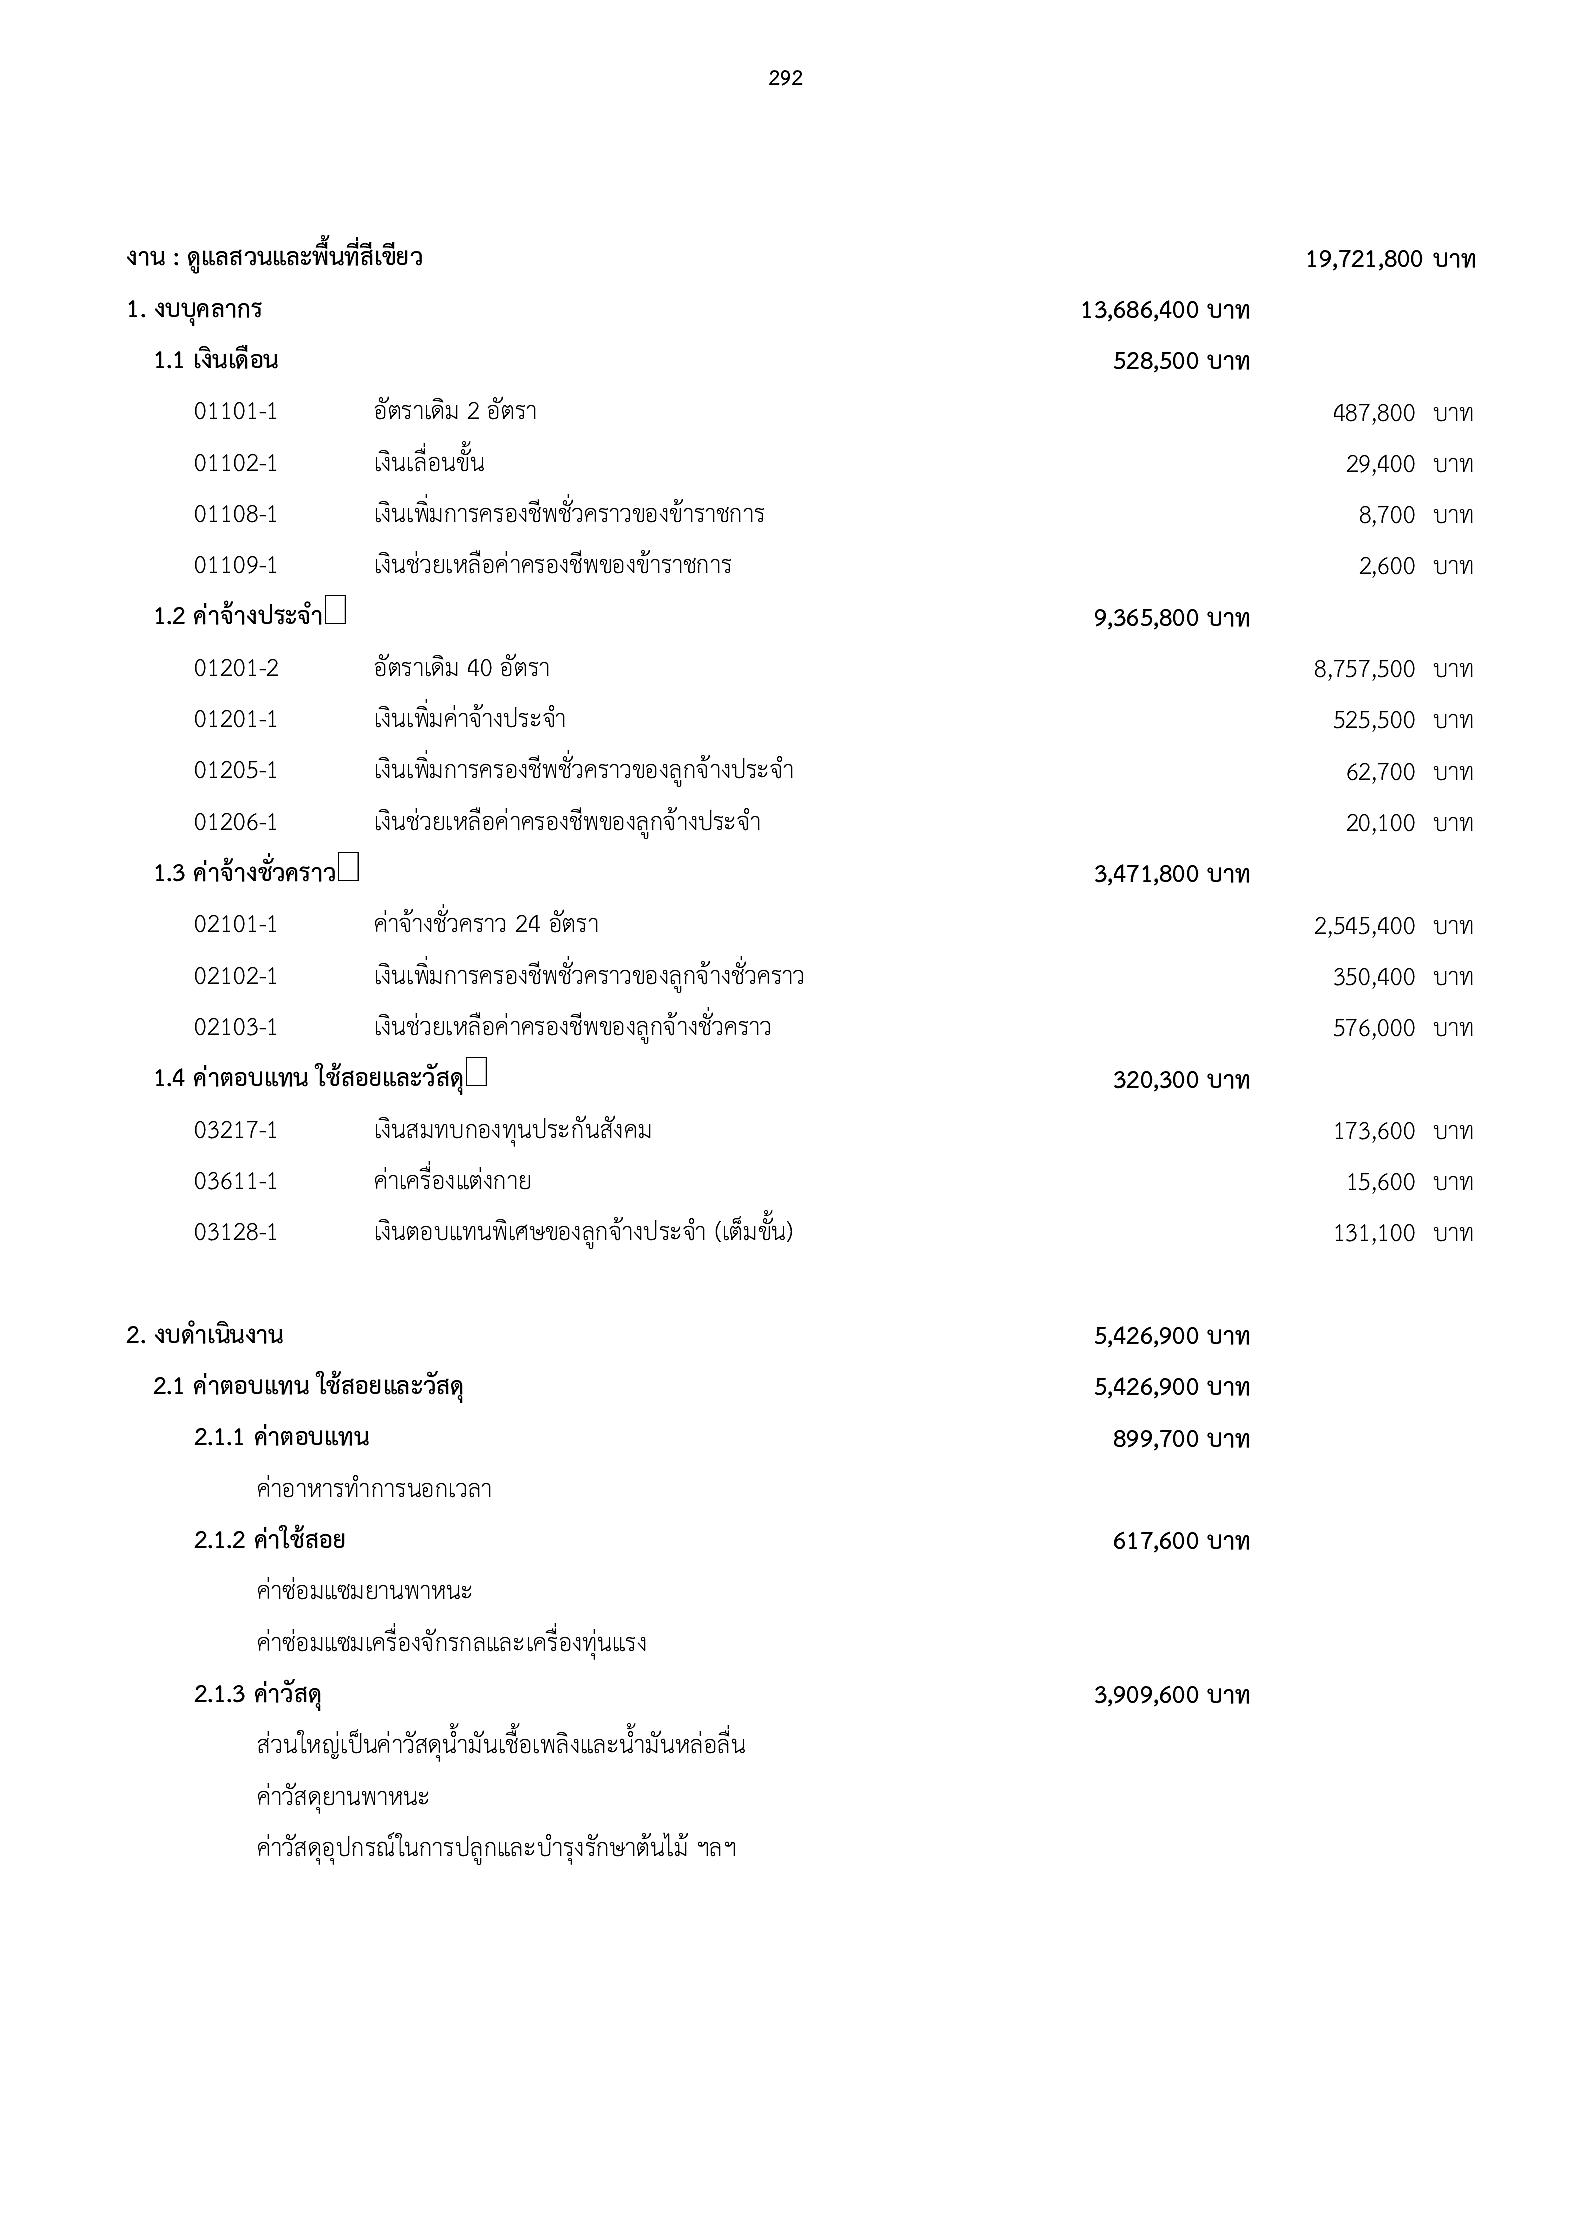 292
งาน : ดูแลสวนและพื้นที่สีเขียว 19,721,800 บาท
1. งบบุคลากร 13,686,400 บาท
1.1 เงินเดือน 528,500 บาท
01101-1 อัตราเดิม 2 อัตรา 487,800 บาท
01102-1 เงินเลื่อนขั้น 29,400 บาท
01108-1 เงินเพิ่มการครองชีพชั่วคราวของข้าราชการ 8,700 บาท
01109-1 เงินช่วยเหลือค่าครองชีพของข้าราชการ 2,600 บาท
1.2 ค่าจ้างประจำ 9,365,800 บาท
01201-2 อัตราเดิม 40 อัตรา 8,757,500 บาท
01201-1 เงินเพิ่มค่าจ้างประจำ 525,500 บาท
01205-1 เงินเพิ่มการครองชีพชั่วคราวของลูกจ้างประจำ 62,700 บาท
01206-1 เงินช่วยเหลือค่าครองชีพของลูกจ้างประจำ 20,100 บาท
1.3 ค่าจ้างชั่วคราว 3,471,800 บาท
02101-1 ค่าจ้างชั่วคราว 24 อัตรา 2,545,400 บาท
02102-1 เงินเพิ่มการครองชีพชั่วคราวของลูกจ้างชั่วคราว 350,400 บาท
02103-1 เงินช่วยเหลือค่าครองชีพของลูกจ้างชั่วคราว 576,000 บาท
1.4 ค่าตอบแทน ใช้สอยและวัสดุ 320,300 บาท
03217-1 เงินสมทบกองทุนประกันสังคม 173,600 บาท
03611-1 ค่าเครื่องแต่งกาย 15,600 บาท
03128-1 เงินตอบแทนพิเศษของลูกจ้างประจำ (เต็มขั้น) 131,100 บาท
2. งบดำเนินงาน 5,426,900 บาท
2.1 ค่าตอบแทน ใช้สอยและวัสดุ 5,426,900 บาท
2.1.1 ค่าตอบแทน 899,700 บาท
ค่าอาหารทำการนอกเวลา
2.1.2 ค่าใช้สอย 617,600 บาท
ค่าซ่อมแซมยานพาหนะ
ค่าซ่อมแซมเครื่องจักรกลและเครื่องทุ่นแรง
2.1.3 ค่าวัสดุ 3,909,600 บาท
ส่วนใหญ่เป็นค่าวัสดุน้ำมันเชื้อเพลิงและน้ำมันหล่อลื่น
ค่าวัสดุยานพาหนะ
ค่าวัสดุอุปกรณ์ในการปลูกและบำรุงรักษาต้นไม้ ฯลฯ